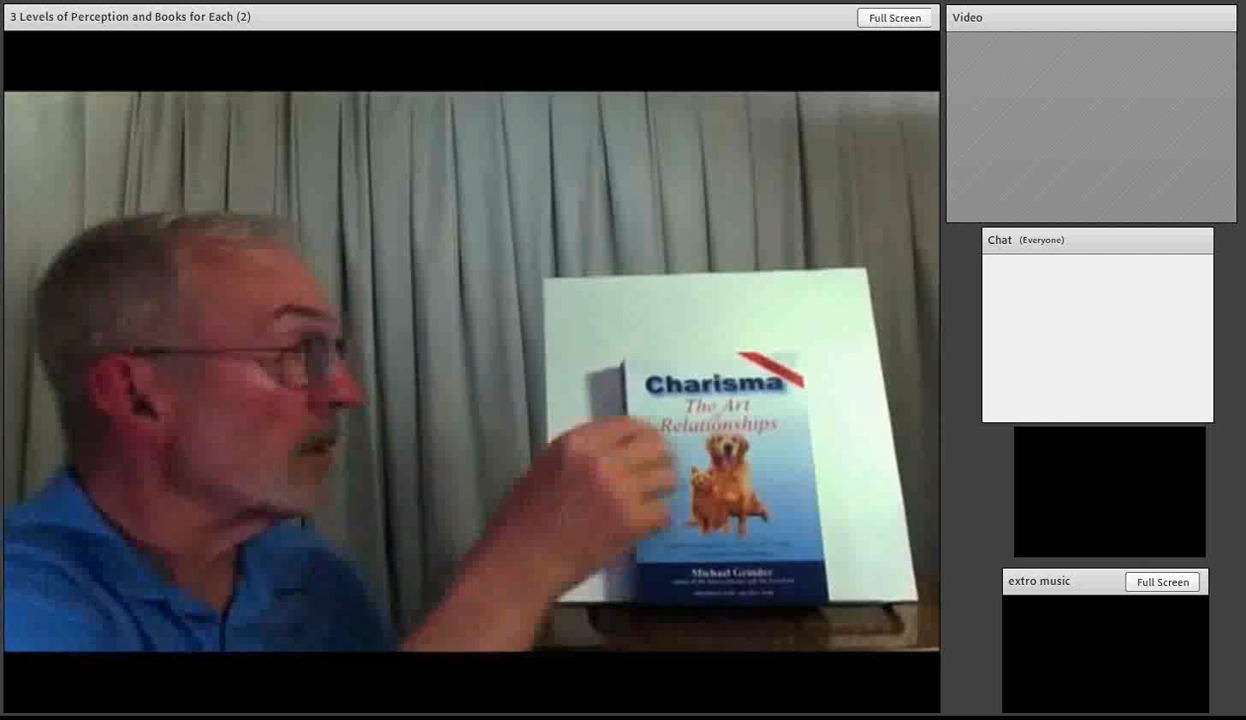 3 Levels of Perception and Books for Each (2)
Full Screen
Video
Chat (Everyone)
extro music
Full Screen
Charisma
The Art
Relationships
Michael Grinder